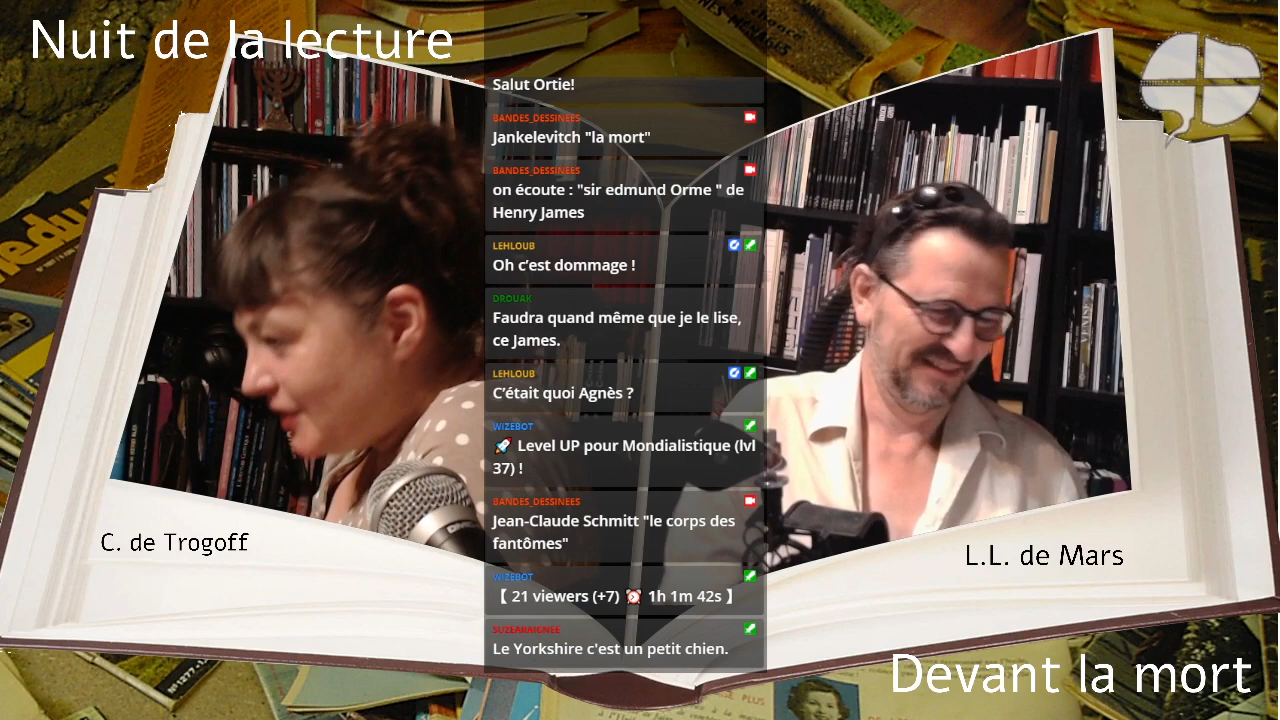 Nuit de la lecture
Salut Ortie!
BANDES_DESSINEES
Jankelevitch "la mort"
BANDES_DESSINEES
on écoute : "sir edmund Orme " de
Henry James
LEHLOUB
Oh c'est dommage !
DROUAK
Faudra quand même que je le lise,
ce James.
LEHLOUB
C'était quoi Agnès ?
WIZEBOT
🚀 Level UP pour Mondialistique (lvl
37) !
BANDES_DESSINEES
Jean-Claude Schmitt "le corps des
fantômes"
WIZEBOT
【 21 viewers (+7) ⏰ 1h 1m 42s 】
SUZEARAIGNEE
Le Yorkshire c'est un petit chien.
C. de Trogoff
L.L. de Mars
Devant la mort